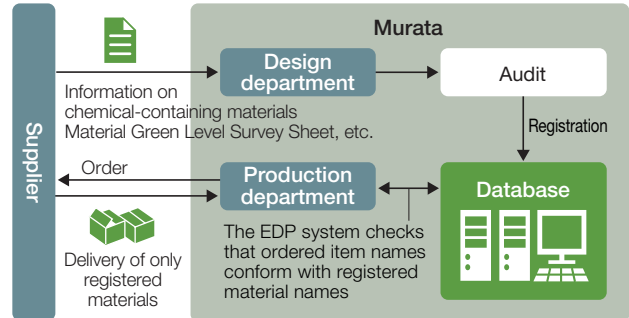 Murata
Supplier
Design
department
Audit
Information on
chemical-containing materials
Material Green Level Survey Sheet, etc.
Registration
Order
Production
department
Database
Delivery of only
registered
materials
The EDP system checks
that ordered item names
conform with registered
material names